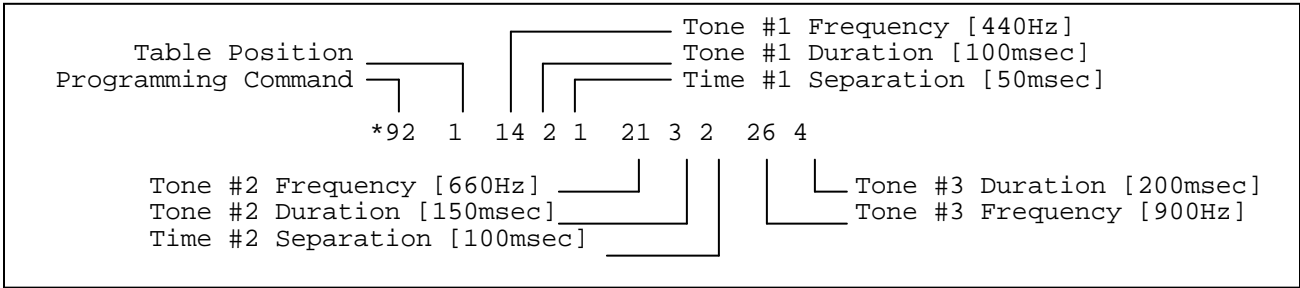 Tone #1 Frequency [440Hz]
Table Position Tone #1 Duration [100msec]
Programming Command Time #1 Separation [50msec]
*92 1 14 2 1 21 3 2 26 4
Tone #2 Frequency [660Hz] Tone #3 Duration [200msec]
Tone #2 Duration [150msec] Tone #3 Frequency [900Hz]
Time #2 Separation [100msec]